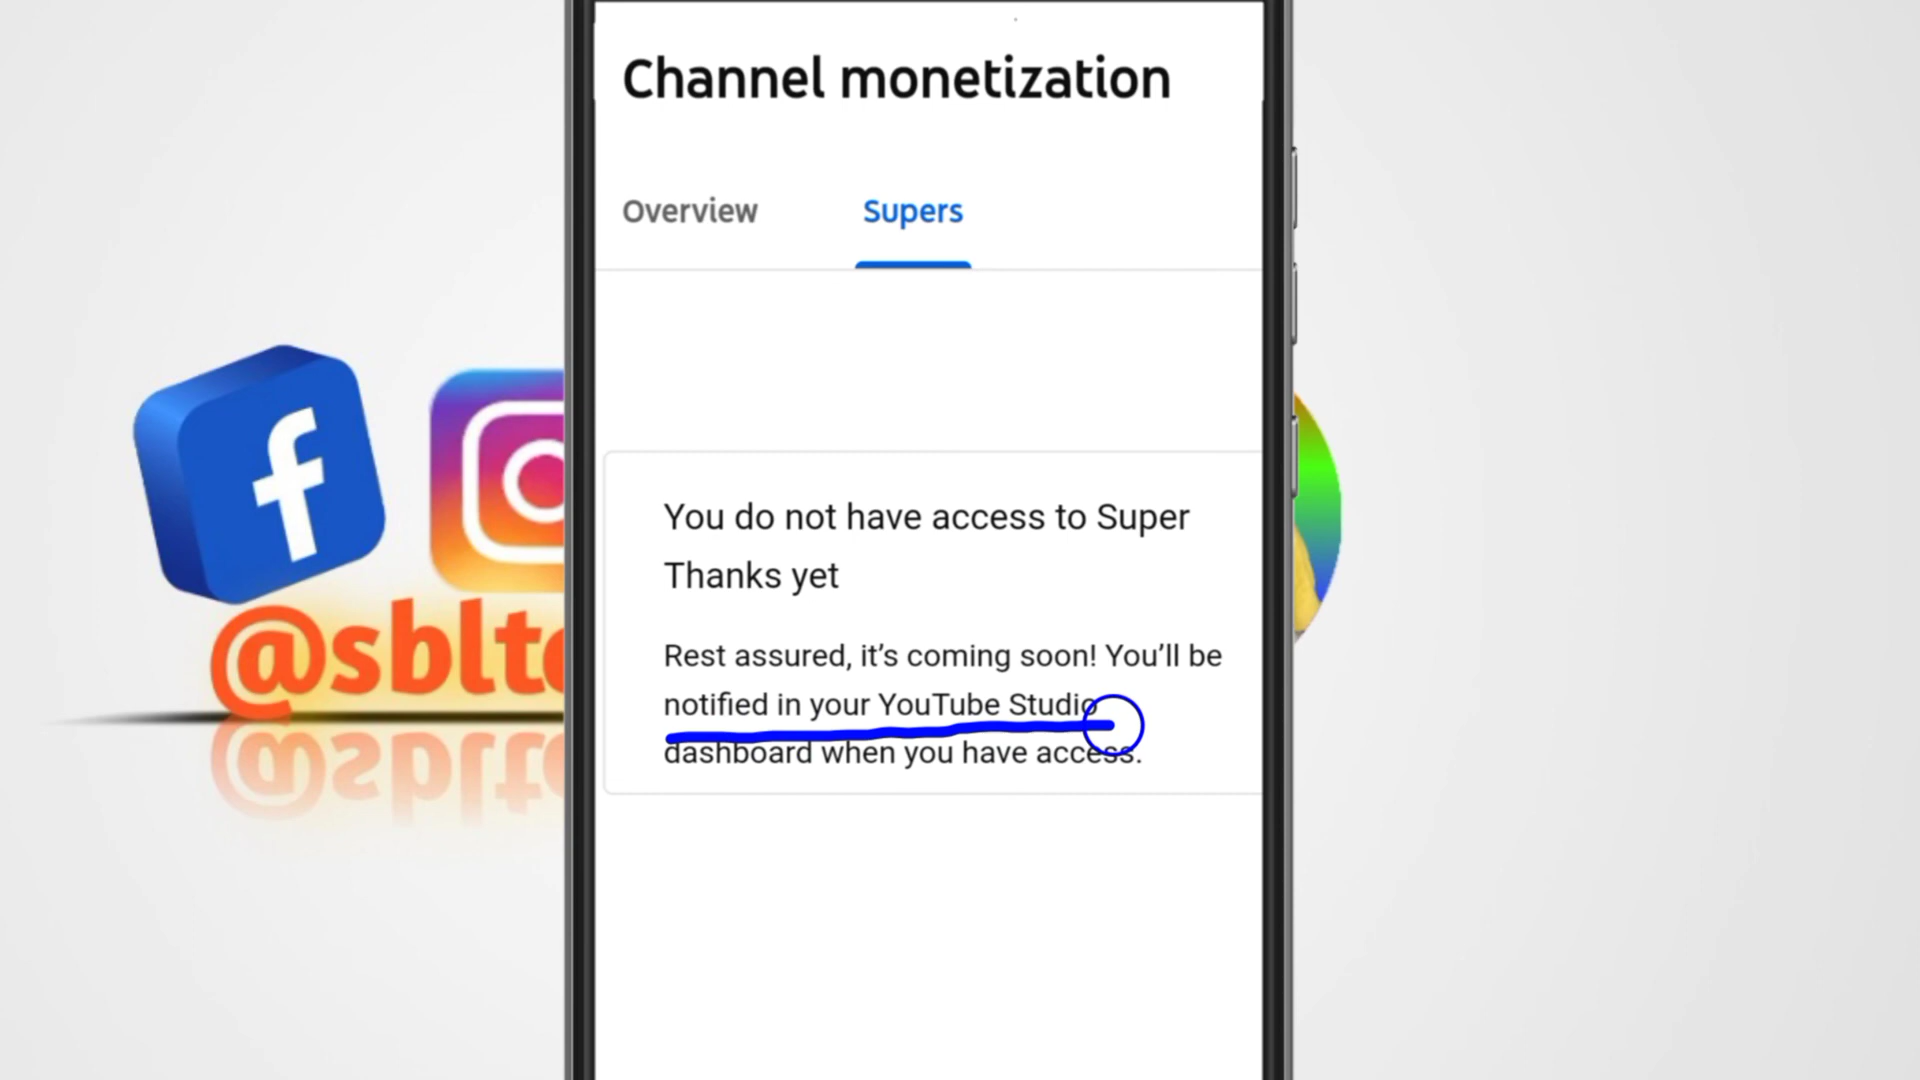 Channel monetization
Overview Supers
You do not have access to Super
Thanks yet
Rest assured, it’s coming soon! You’ll be
notified in your YouTube Studio
dashboard when you have access.